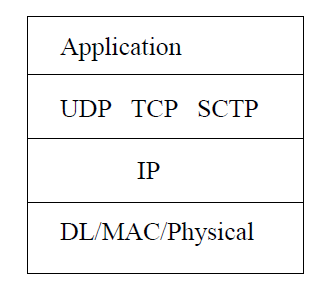 Application
UDP TCP SCTP
IP
DL/MAC/Physical